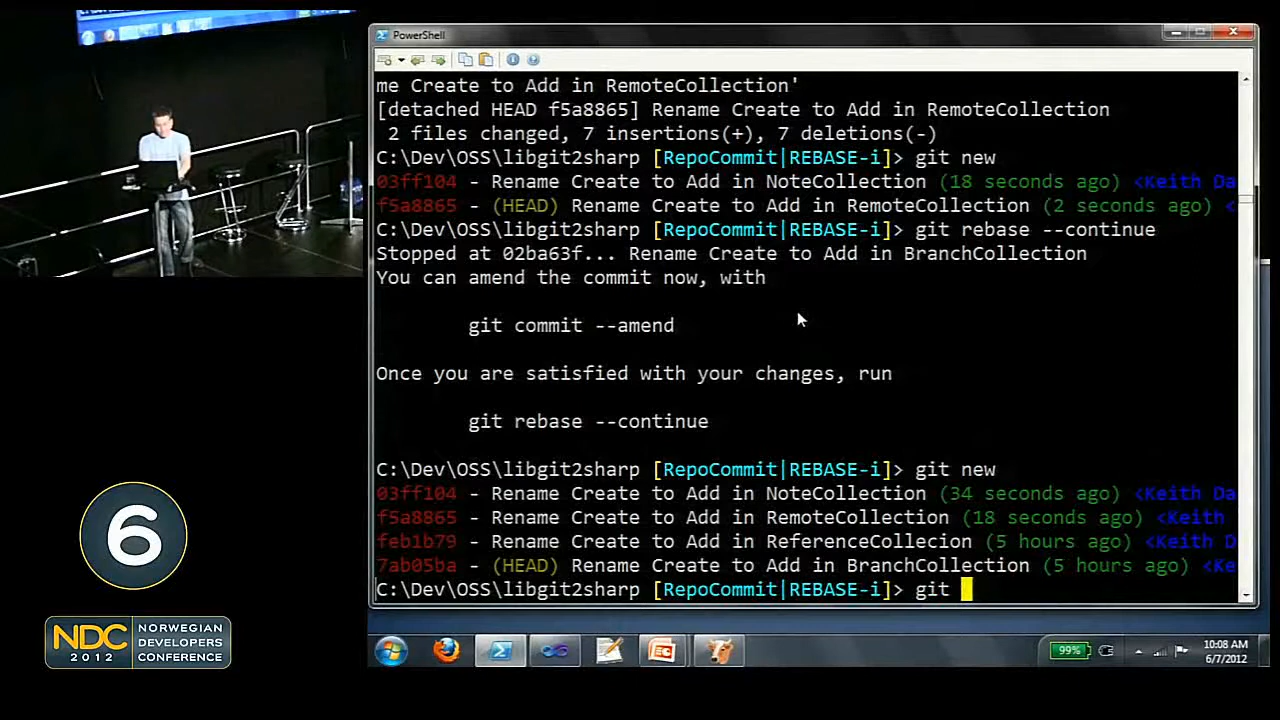 PowerShell
me Create to Add in RemoteCollection'
[detached HEAD f5a8865] Rename Create to Add in RemoteCollection
2 files changed, 7 insertions(+), 7 deletions(-)
C:\Dev\OSS\libgit2sharp [RepoCommit|REBASE-i]> git new
03ff104 - Rename Create to Add in NoteCollection (18 seconds ago) <Keith Da
f5a8865 - (HEAD) Rename Create to Add in RemoteCollection (2 seconds ago) <
C:\Dev\OSS\libgit2sharp [RepoCommit|REBASE-i]> git rebase --continue
Stopped at 02ba63f... Rename Create to Add in BranchCollection
You can amend the commit now, with
git commit --amend
Once you are satisfied with your changes, run
git rebase --continue
C:\Dev\OSS\libgit2sharp [RepoCommit|REBASE-i]> git new
03ff104 - Rename Create to Add in NoteCollection (34 seconds ago) <Keith Da
f5a8865 - Rename Create to Add in RemoteCollection (18 seconds ago) <Keith
feb1b79 - Rename Create to Add in ReferenceCollecion (5 hours ago) <Keith D
7ab05ba - (HEAD) Rename Create to Add in BranchCollection (5 hours ago) <Ke
C:\Dev\OSS\libgit2sharp [RepoCommit|REBASE-i]> git
6
NDC
2012
NORWEGIAN
DEVELOPERS
CONFERENCE
99%
10:08 AM
6/7/2012